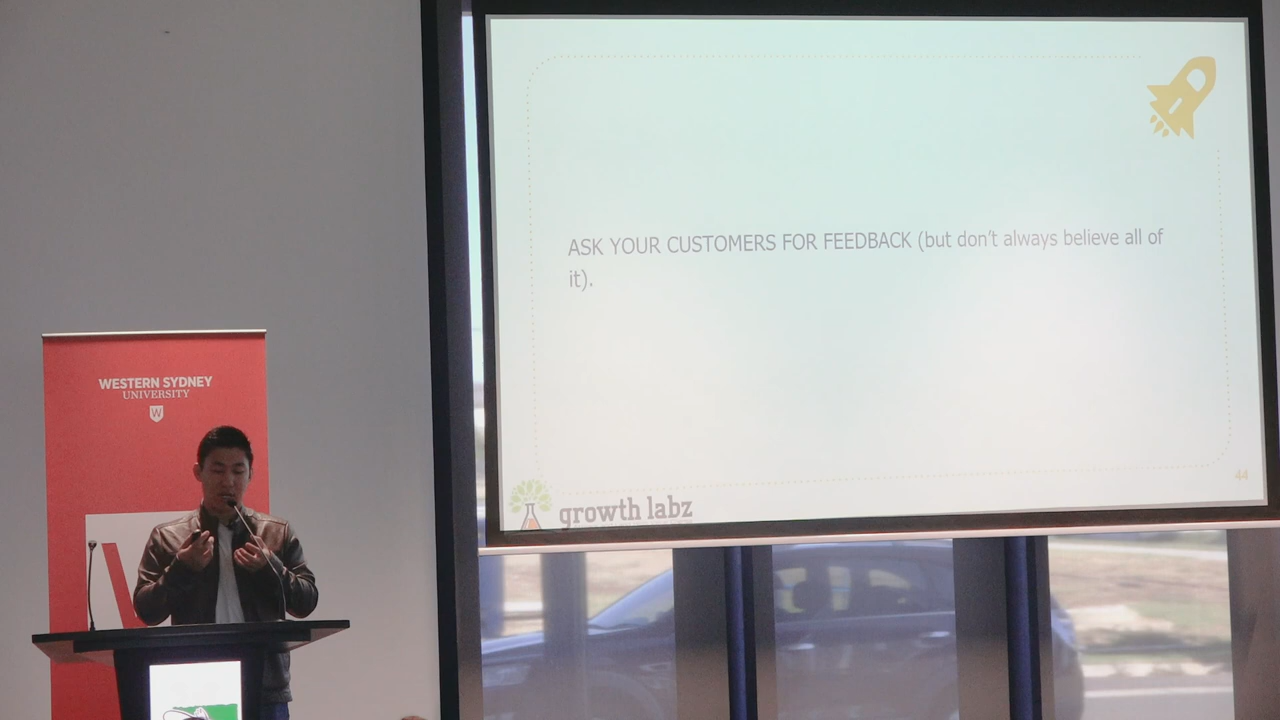 ASK YOUR CUSTOMERS FOR FEEDBACK (but don't always believe all of
it).
44
growth labz
WESTERN SYDNEY
UNIVERSITY
W
W